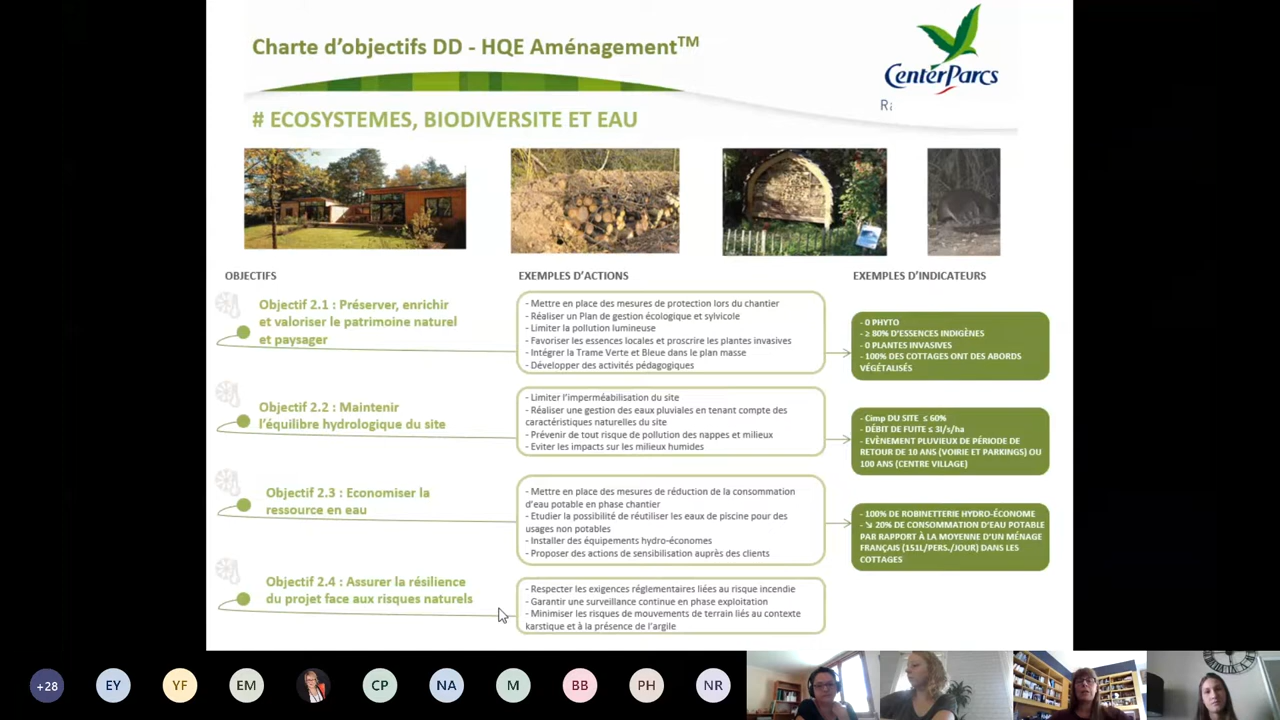 Charte d'objectifs DD - HQE Aménagement™
CenterParcs
# ECOSYSTEMES, BIODIVERSITE ET EAU
OBJECTIFS
EXEMPLES D'ACTIONS
EXEMPLES D'INDICATEURS
Objectif 2.1 : Préserver, enrichir
et valoriser le patrimoine naturel
et paysager
- Mettre en place des mesures de protection lors du chantier
- Réaliser un Plan de gestion écologique et sylvicole
- Limiter la pollution lumineuse
- Favoriser les essences locales et proscrire les plantes invasives
- Intégrer la Trame Verte et Bleue dans le plan masse
- Développer des activités pédagogiques
- 0 PHYTO
- ≥ 80% D'ESSENCES INDIGÈNES
- 0 PLANTES INVASIVES
- 100% DES COTTAGES ONT DES ABORDS
VÉGÉTALISÉS
Objectif 2.2 : Maintenir
l'équilibre hydrologique du site
- Limiter l'imperméabilisation du site
- Réaliser une gestion des eaux pluviales en tenant compte des
caractéristiques naturelles du site
- Prévenir de tout risque de pollution des nappes et milieux
- Eviter les impacts sur les milieux humides
- Cimp DU SITE ≤ 60%
- DÉBIT DE FUITE ≤ 3l/s/ha
- EVÈNEMENT PLUVIEUX DE PÉRIODE DE
RETOUR DE 10 ANS (VOIRIE ET PARKINGS) OU
100 ANS (CENTRE VILLAGE)
Objectif 2.3 : Economiser la
ressource en eau
- Mettre en place des mesures de réduction de la consommation
d'eau potable en phase chantier
- Etudier la possibilité de réutiliser les eaux de piscine pour des
usages non potables
- Installer des équipements hydro-économes
- Proposer des actions de sensibilisation auprès des clients
- 100% DE ROBINETTERIE HYDRO-ÉCONOME
- ↘ 20% DE CONSOMMATION D'EAU POTABLE
PAR RAPPORT À LA MOYENNE D'UN MÉNAGE
FRANÇAIS (151L/PERS./JOUR) DANS LES
COTTAGES
Objectif 2.4 : Assurer la résilience
du projet face aux risques naturels
- Respecter les exigences réglementaires liées au risque incendie
- Garantir une surveillance continue en phase exploitation
- Minimiser les risques de mouvements de terrain liés au contexte
karstique et à la présence de l'argile
+28 EY YF EM CP NA M BB PH NR